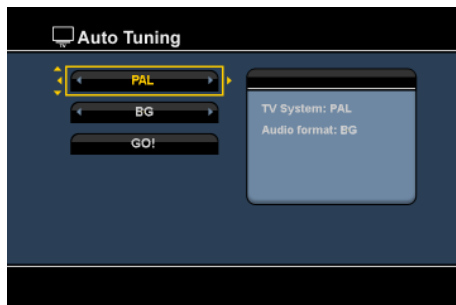 Auto Tuning
PAL
BG
GO!
TV System: PAL
Audio format: BG